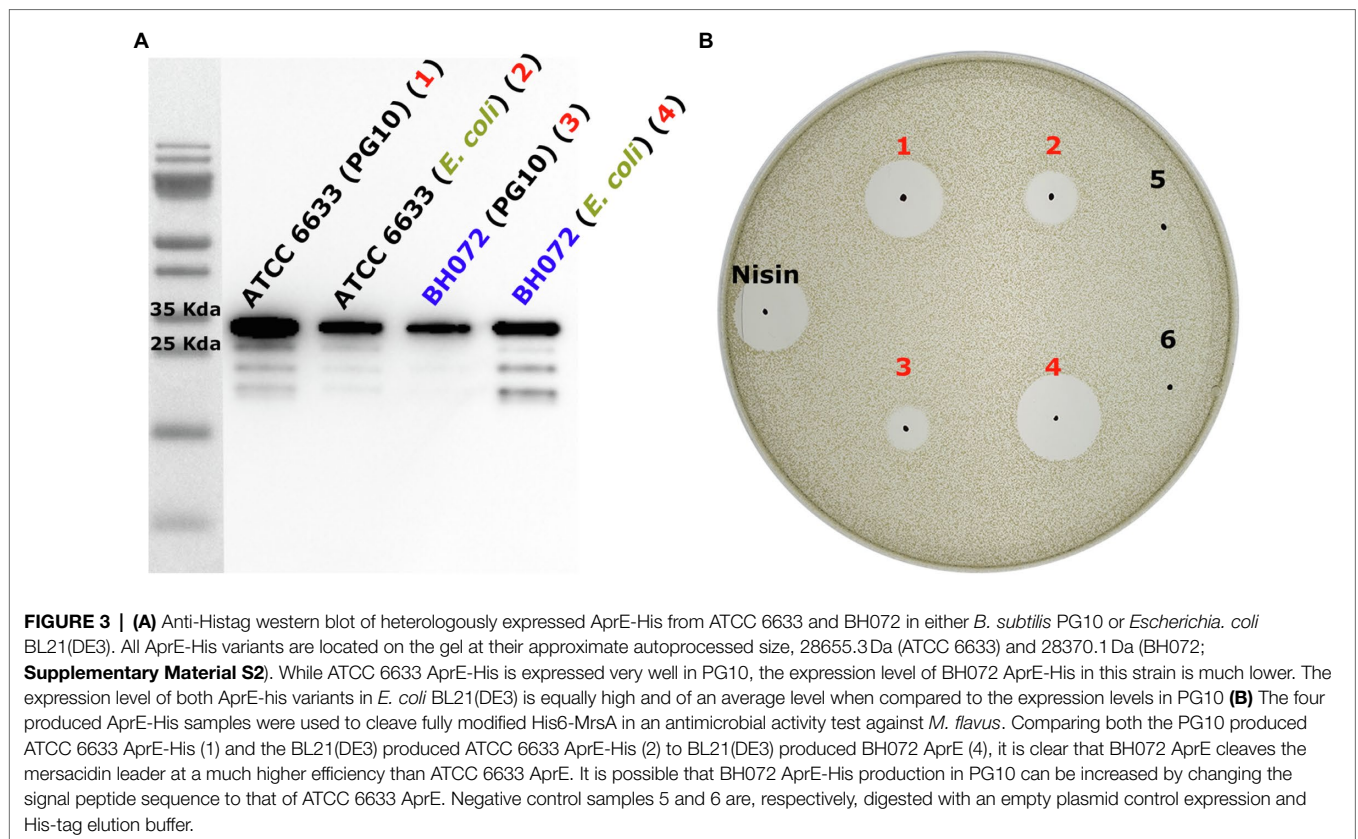 A
B
ATCC 6633 (PG10) (1)
ATCC 6633 (E. coli) (2)
BH072 (PG10) (3)
BH072 (E. coli) (4)
35 Kda
25 Kda
1
2
5
Nisin
6
3
4
FIGURE 3 | (A) Anti-Histag western blot of heterologously expressed AprE-His from ATCC 6633 and BH072 in either B. subtilis PG10 or Escherichia. coli
BL21(DE3). All AprE-His variants are located on the gel at their approximate autoprocessed size, 28655.3 Da (ATCC 6633) and 28370.1 Da (BH072;
Supplementary Material S2). While ATCC 6633 AprE-His is expressed very well in PG10, the expression level of BH072 AprE-His in this strain is much lower. The
expression level of both AprE-his variants in E. coli BL21(DE3) is equally high and of an average level when compared to the expression levels in PG10 (B) The four
produced AprE-His samples were used to cleave fully modified His6-MrsA in an antimicrobial activity test against M. flavus. Comparing both the PG10 produced
ATCC 6633 AprE-His (1) and the BL21(DE3) produced ATCC 6633 AprE-His (2) to BL21(DE3) produced BH072 AprE (4), it is clear that BH072 AprE cleaves the
mersacidin leader at a much higher efficiency than ATCC 6633 AprE. It is possible that BH072 AprE-His production in PG10 can be increased by changing the
signal peptide sequence to that of ATCC 6633 AprE. Negative control samples 5 and 6 are, respectively, digested with an empty plasmid control expression and
His-tag elution buffer.